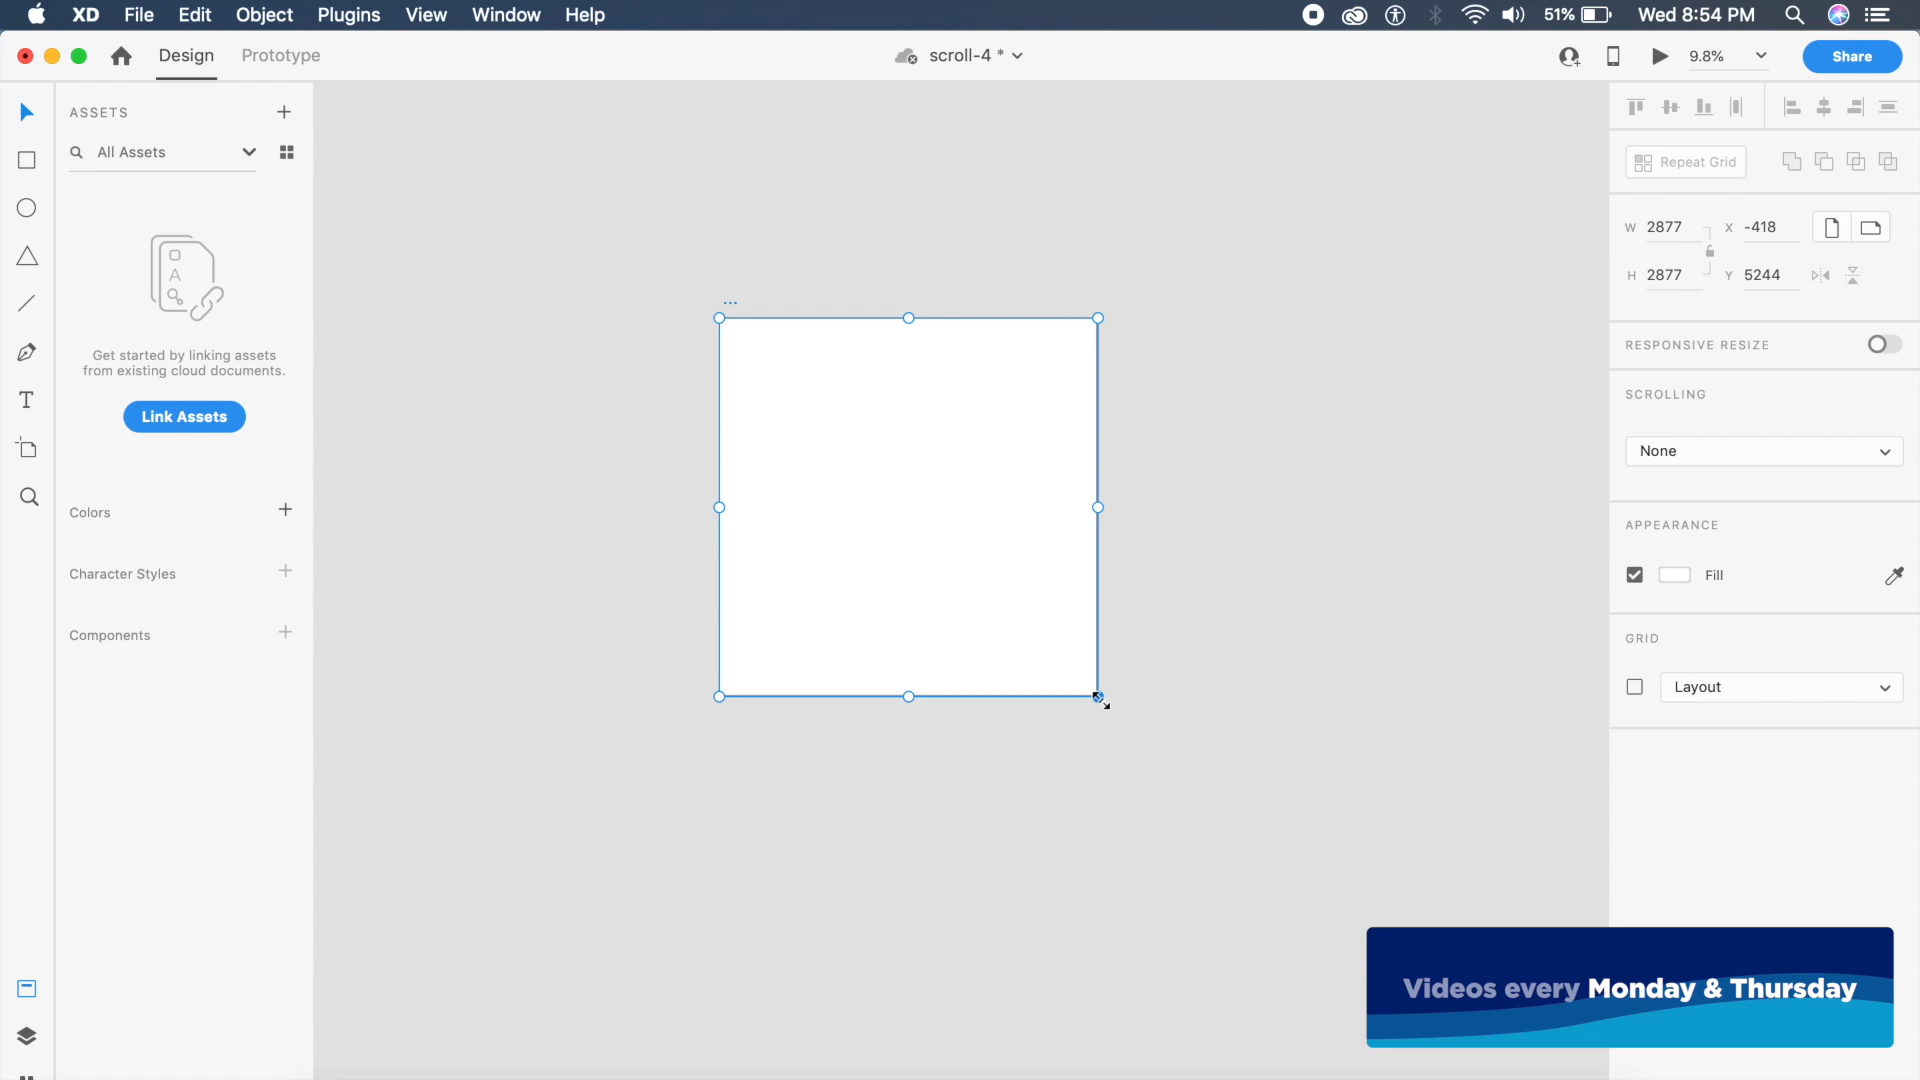 XD File Edit Object Plugins View Window Help
51% Wed 8:54 PM
Design Prototype
scroll-4 *
9.8%
Share
ASSETS
All Assets
A
Get started by linking assets
from existing cloud documents.
Link Assets
Colors
Character Styles
Components
T
...
Repeat Grid
W 2877 X -418
H 2877 Y 5244
RESPONSIVE RESIZE
SCROLLING
None
APPEARANCE
Fill
GRID
Layout
Videos every Monday & Thursday